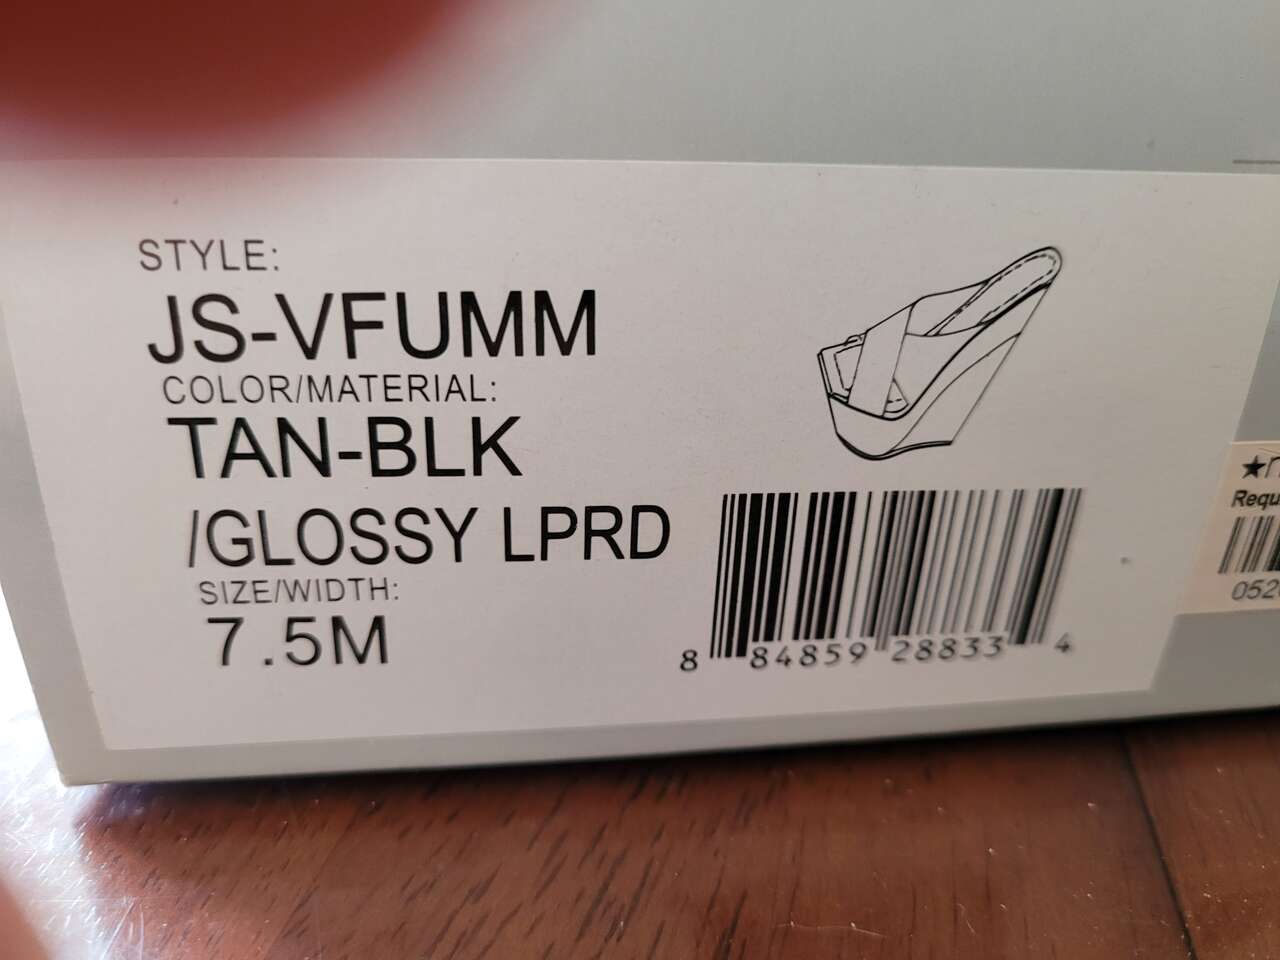 STYLE:
JS-VFUMM
COLOR/MATERIAL:
TAN-BLK
/GLOSSY LPRD
SIZE/WIDTH:
7.5M
8 84859 28833 4